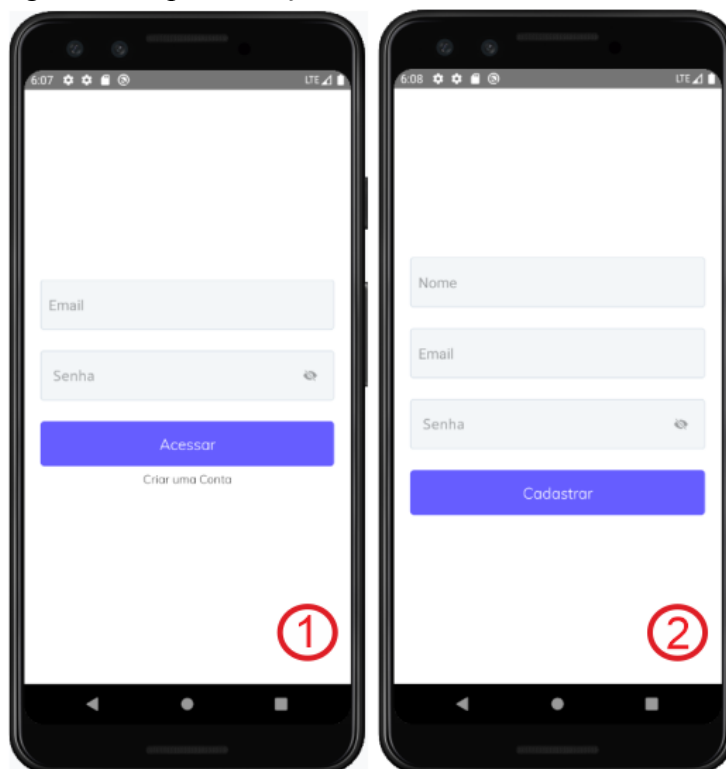 6:07
LTE
Email
Senha
Acessar
Criar uma Conta
1
6:08
LTE
Nome
Email
Senha
Cadastrar
2